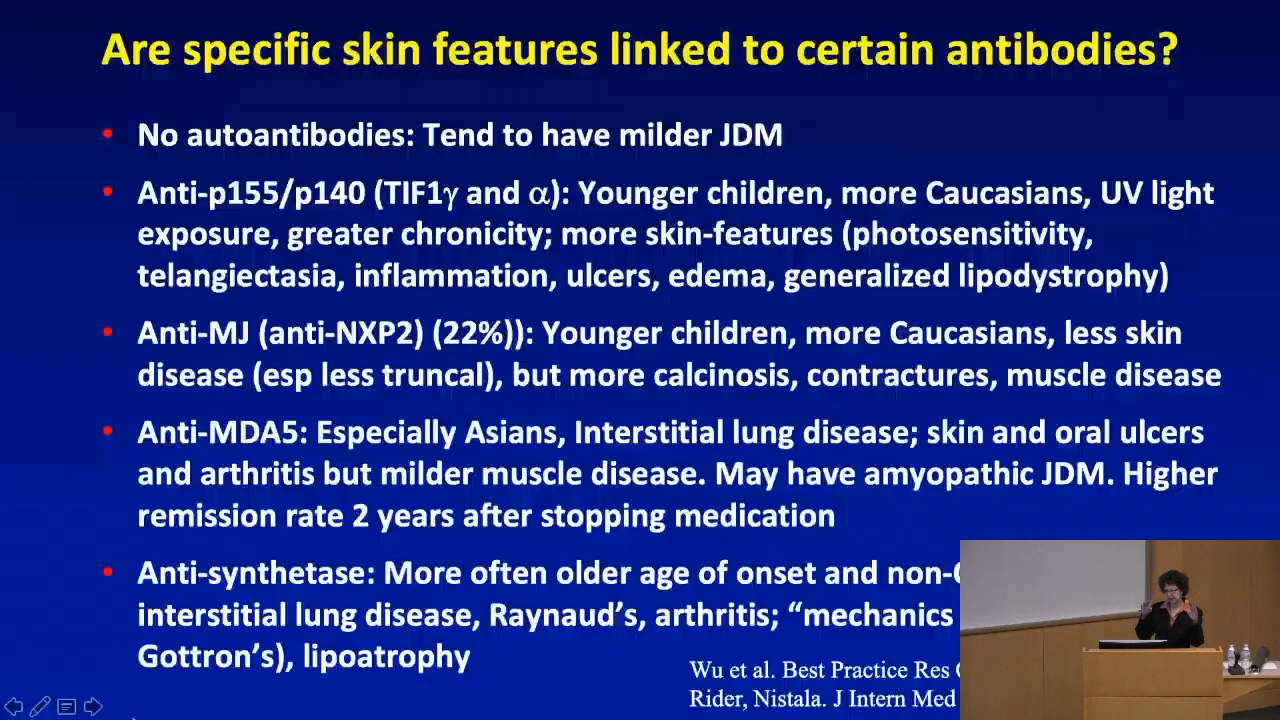 Are specific skin features linked to certain antibodies?
• No autoantibodies: Tend to have milder JDM
• Anti-p155/p140 (TIF1γ and α): Younger children, more Caucasians, UV light
exposure, greater chronicity; more skin-features (photosensitivity,
telangiectasia, inflammation, ulcers, edema, generalized lipodystrophy)
• Anti-MJ (anti-NXP2) (22%)): Younger children, more Caucasians, less skin
disease (esp less truncal), but more calcinosis, contractures, muscle disease
• Anti-MDA5: Especially Asians, Interstitial lung disease; skin and oral ulcers
and arthritis but milder muscle disease. May have amyopathic JDM. Higher
remission rate 2 years after stopping medication
• Anti-synthetase: More often older age of onset and
interstitial lung disease, Raynaud's, arthritis; "mechanics
Gottron's), lipoatrophy
Wu et al. Best Practice Res
Rider, Nistala. J Intern Med